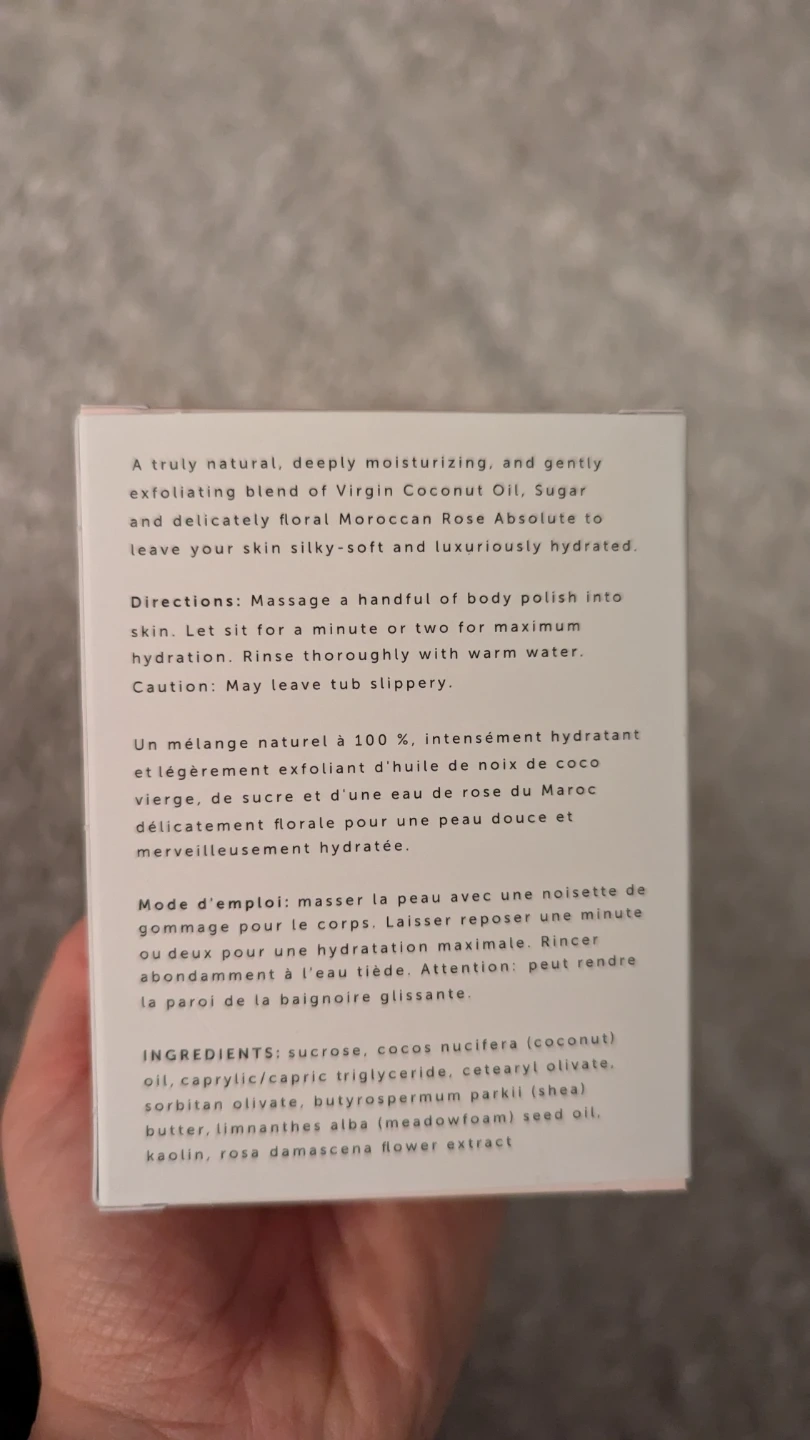 A truly natural, deeply moisturizing, and gently
exfoliating blend of Virgin Coconut Oil, Sugar
and delicately floral Moroccan Rose Absolute to
leave your skin silky-soft and luxuriously hydrated.
Directions: Massage a handful of body polish into
skin. Let sit for a minute or two for maximum
hydration. Rinse thoroughly with warm water.
Caution: May leave tub slippery.
Un mélange naturel à 100 %, intensément hydratant
et légèrement exfoliant d'huile de noix de coco
vierge, de sucre et d'une eau de rose du Maroc
délicatement florale pour une peau douce et
merveilleusement hydratée.
Mode d'emploi: masser la peau avec une noisette de
gommage pour le corps. Laisser reposer une minute
ou deux pour une hydratation maximale. Rincer
abondamment à l'eau tiède. Attention: peut rendre
la paroi de la baignoire glissante.
INGREDIENTS: sucrose, cocos nucifera (coconut)
oil, caprylic/capric triglyceride, cetearyl olivate,
sorbitan olivate, butyrospermum parkii (shea)
butter, limnanthes alba (meadowfoam) seed oil,
kaolin, rosa damascena flower extract